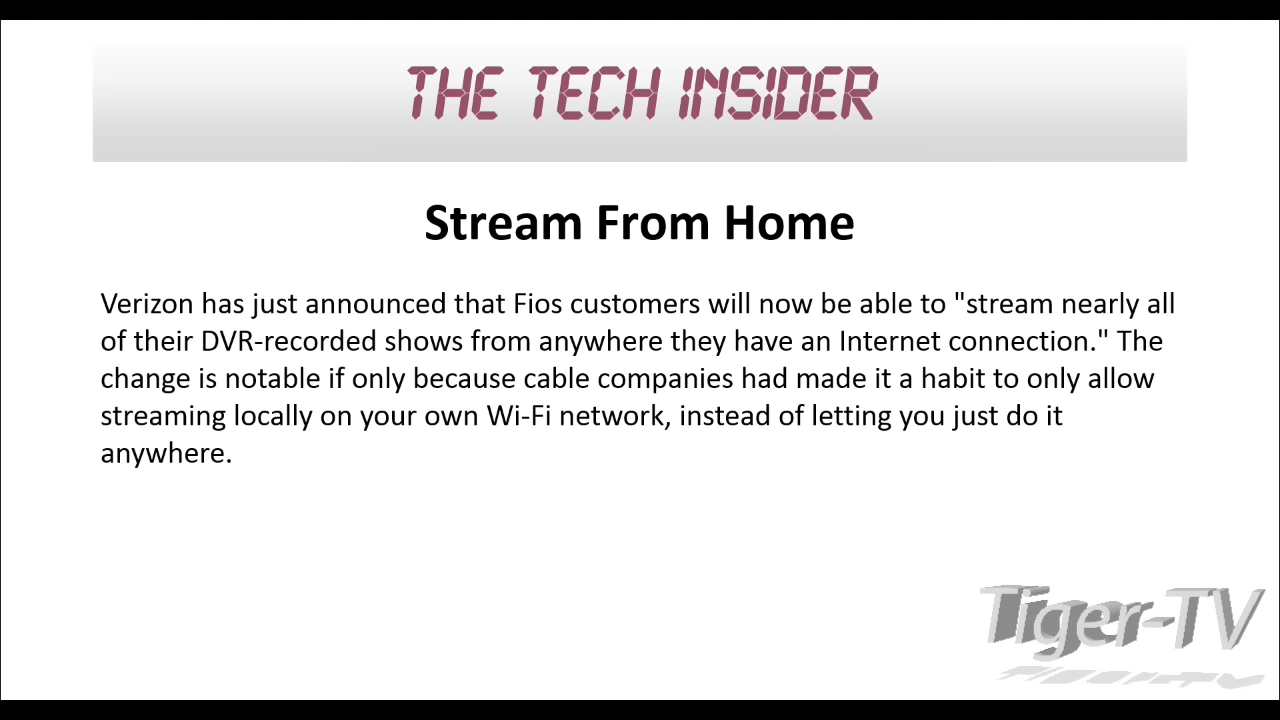 THE TECH INSIDER
Stream From Home
Verizon has just announced that Fios customers will now be able to "stream nearly all
of their DVR-recorded shows from anywhere they have an Internet connection." The
change is notable if only because cable companies had made it a habit to only allow
streaming locally on your own Wi-Fi network, instead of letting you just do it
anywhere.
Tiger-TV